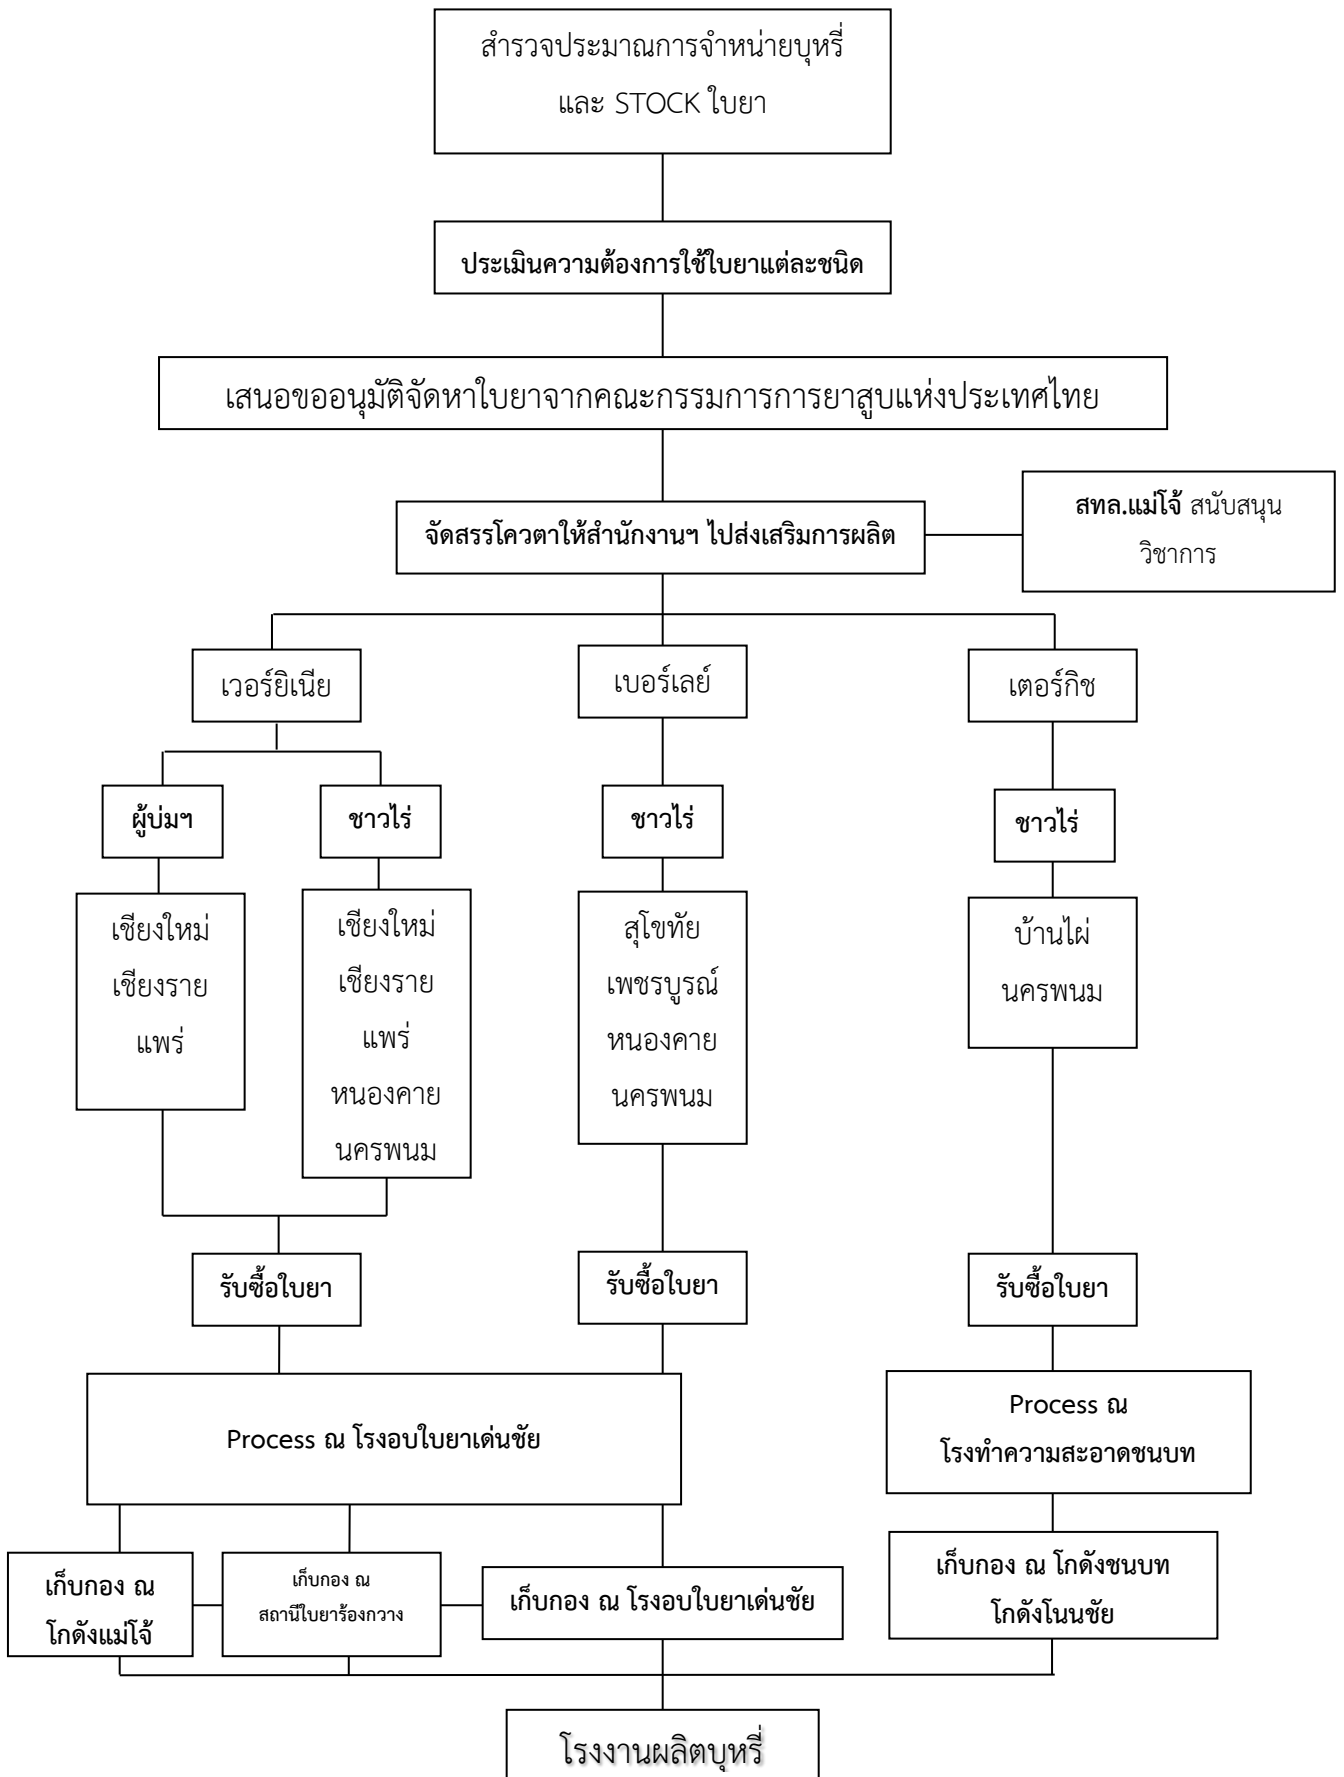 สำรวจประมาณการจำหน่ายบุหรี่
และ STOCK ใบยา
ประเมินความต้องการใช้ใบยาแต่ละชนิด
เสนอขออนุมัติจัดหาใบยาจากคณะกรรมการการยาสูบแห่งประเทศไทย
จัดสรรโควตาให้สำนักงานฯ ไปส่งเสริมการผลิต
สทล.แม่โจ้ สนับสนุน
วิชาการ
เวอร์ยิเนีย
เบอร์เลย์
เตอร์กิช
ผู้บ่มฯ
ชาวไร่
ชาวไร่
ชาวไร่
เชียงใหม่
เชียงราย
แพร่
เชียงใหม่
เชียงราย
แพร่
หนองคาย
นครพนม
สุโขทัย
เพชรบูรณ์
หนองคาย
นครพนม
บ้านไผ่
นครพนม
รับซื้อใบยา
รับซื้อใบยา
รับซื้อใบยา
Process ณ โรงอบใบยาเด่นชัย
Process ณ
โรงทำความสะอาดชนบท
เก็บกอง ณ
โกดังแม่โจ้
เก็บกอง ณ
สถานีใบยาร้องกวาง
เก็บกอง ณ โรงอบใบยาเด่นชัย
เก็บกอง ณ โกดังชนบท
โกดังโนนชัย
โรงงานผลิตบุหรี่